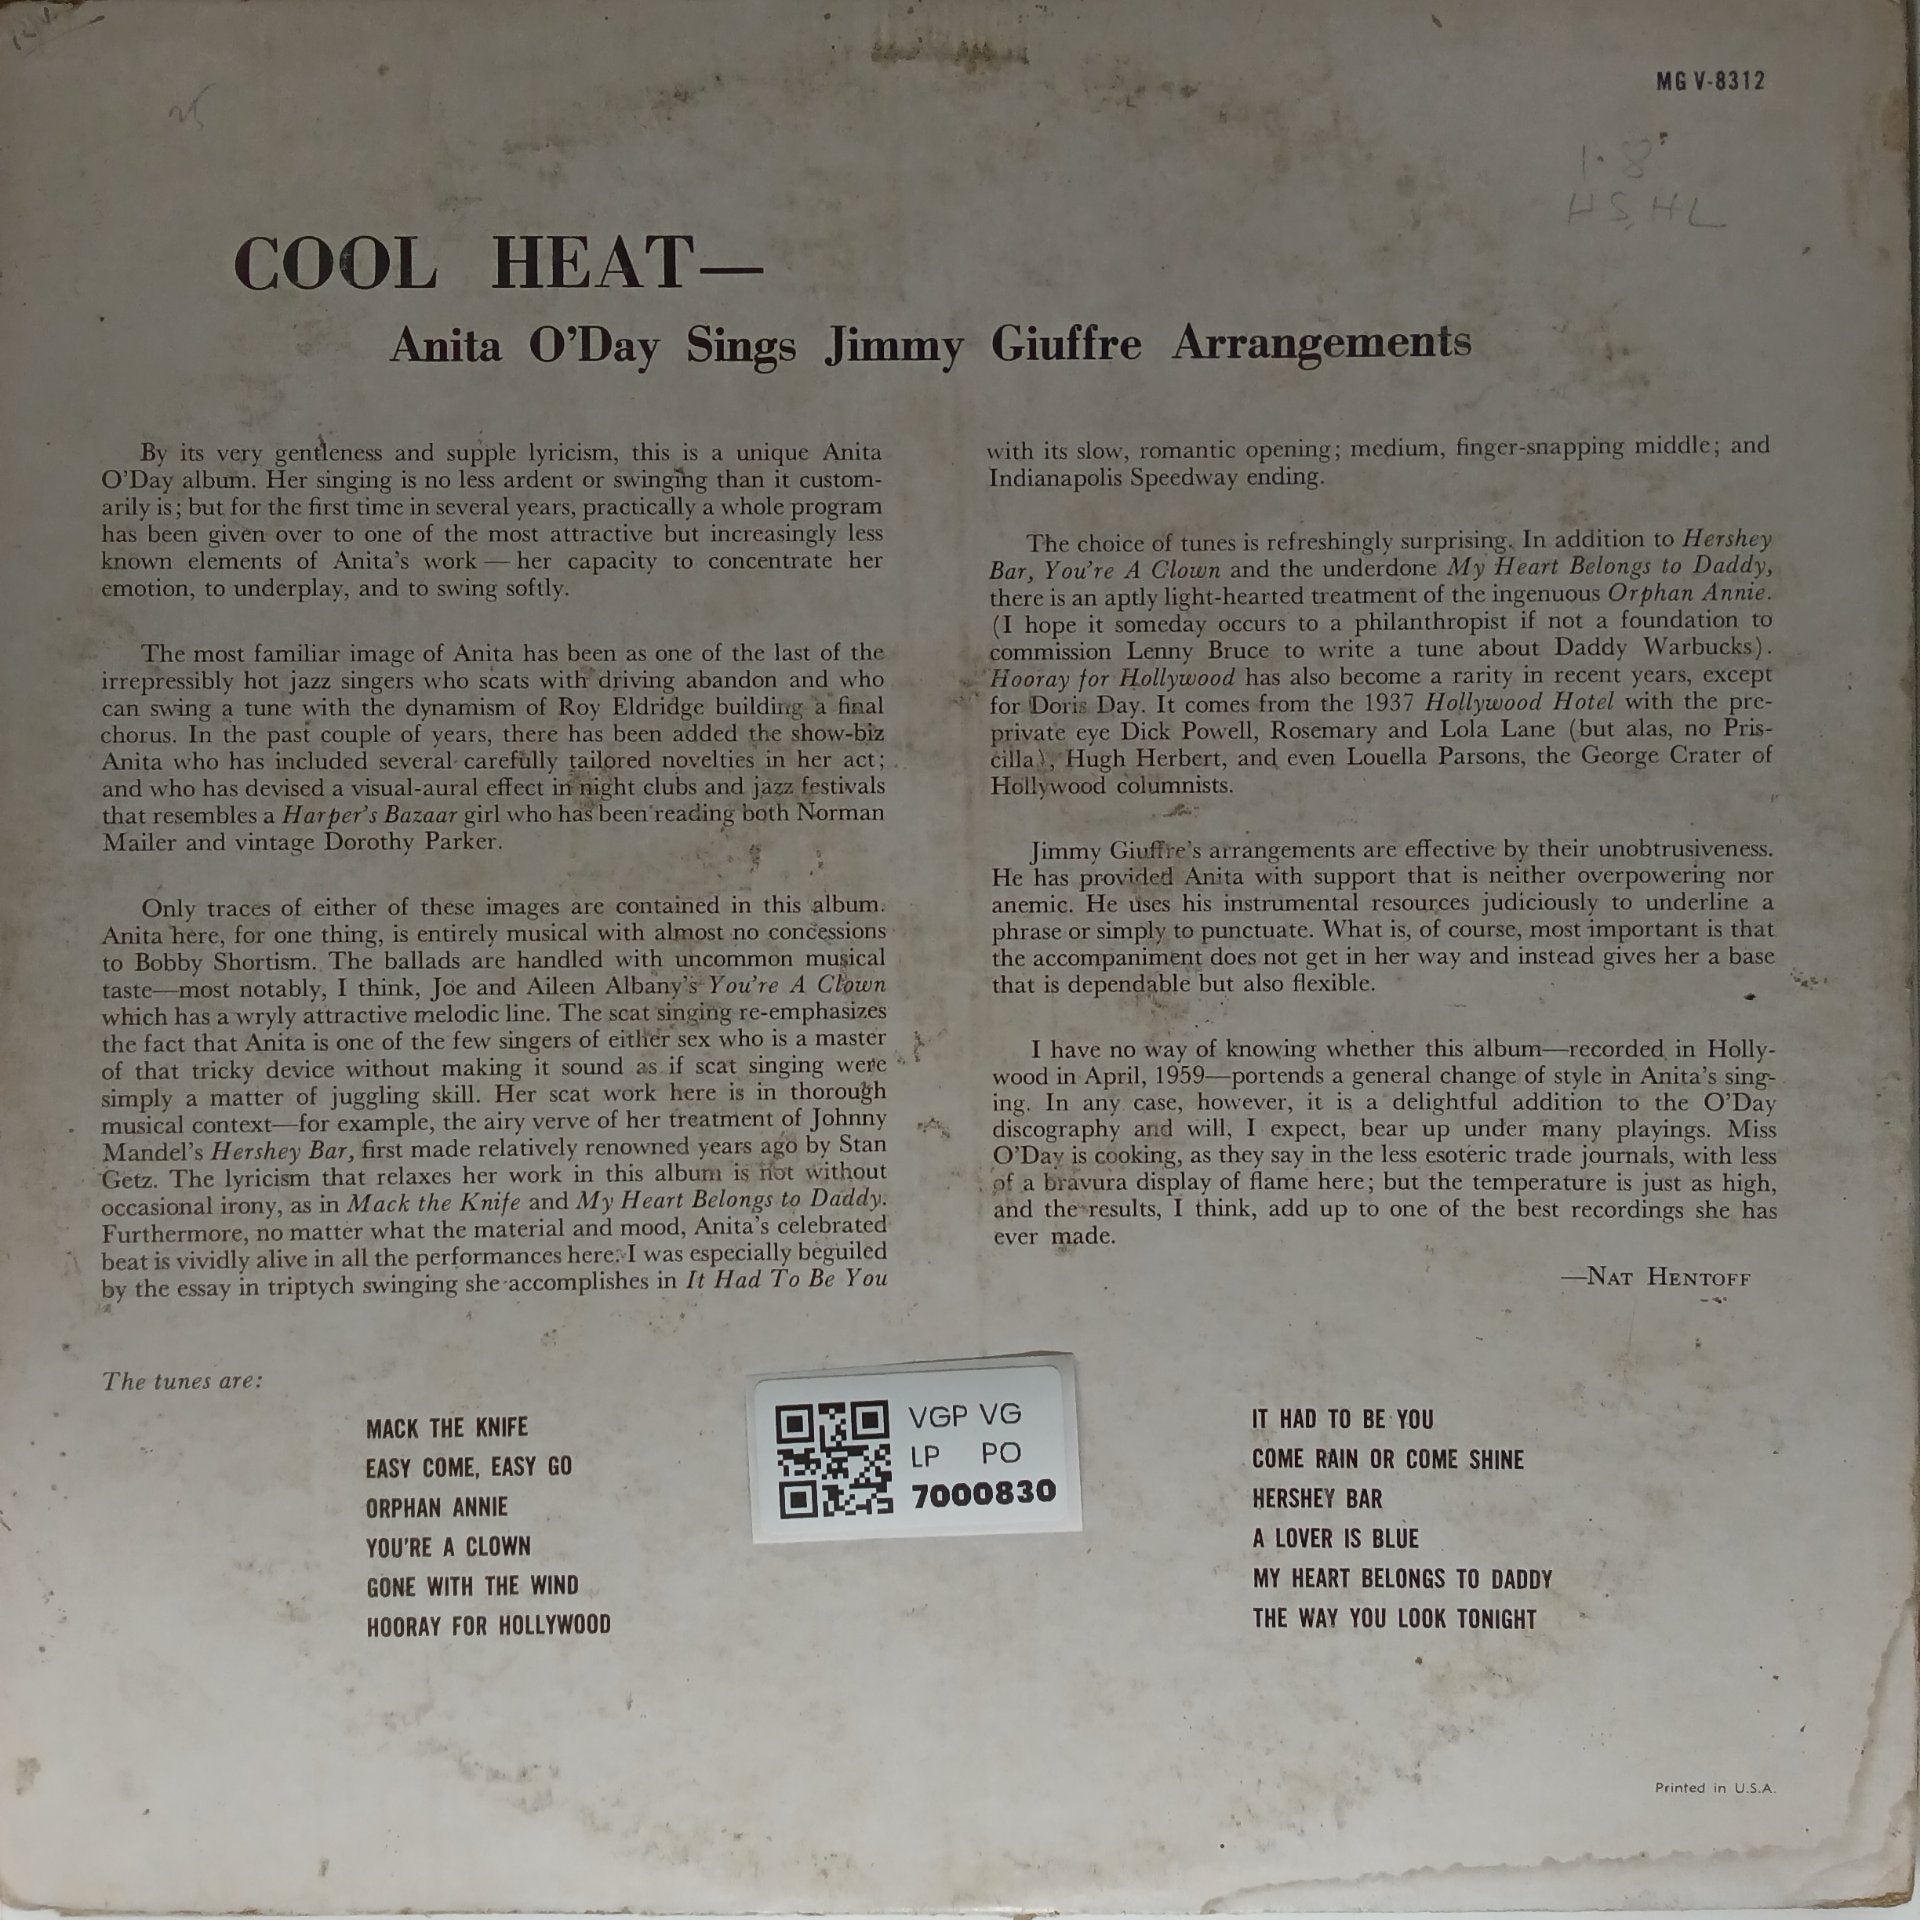 MG V-8312
COOL HEAT—
Anita O'Day Sings Jimmy Giuffre Arrangements
By its very gentleness and supple lyricism, this is a unique Anita
O'Day album. Her singing is no less ardent or swinging than it custom-
arily is; but for the first time in several years, practically a whole program
has been given over to one of the most attractive but increasingly less
known elements of Anita's work — her capacity to concentrate her
emotion, to underplay, and to swing softly.
The most familiar image of Anita has been as one of the last of the
irrepressibly hot jazz singers who scats with driving abandon and who
can swing a tune with the dynamism of Roy Eldridge building a final
chorus. In the past couple of years, there has been added the show-biz
Anita who has included several carefully tailored novelties in her act;
and who has devised a visual-aural effect in night clubs and jazz festivals
that resembles a Harper's Bazaar girl who has been reading both Norman
Mailer and vintage Dorothy Parker.
Only traces of either of these images are contained in this album.
Anita here, for one thing, is entirely musical with almost no concessions
to Bobby Shortism. The ballads are handled with uncommon musical
taste—most notably, I think, Joe and Aileen Albany's You're A Clown
which has a wryly attractive melodic line. The scat singing re-emphasizes
the fact that Anita is one of the few singers of either sex who is a master
of that tricky device without making it sound as if scat singing were
simply a matter of juggling skill. Her scat work here is in thorough
musical context—for example, the airy verve of her treatment of Johnny
Mandel's Hershey Bar, first made relatively renowned years ago by Stan
Getz. The lyricism that relaxes her work in this album is not without
occasional irony, as in Mack the Knife and My Heart Belongs to Daddy.
Furthermore, no matter what the material and mood, Anita's celebrated
beat is vividly alive in all the performances here. I was especially beguiled
by the essay in triptych swinging she accomplishes in It Had To Be You
with its slow, romantic opening; medium, finger-snapping middle; and
Indianapolis Speedway ending.
The choice of tunes is refreshingly surprising. In addition to Hershey
Bar, You're A Clown and the underdone My Heart Belongs to Daddy,
there is an aptly light-hearted treatment of the ingenuous Orphan Annie.
(I hope it someday occurs to a philanthropist if not a foundation to
commission Lenny Bruce to write a tune about Daddy Warbucks).
Hooray for Hollywood has also become a rarity in recent years, except
for Doris Day. It comes from the 1937 Hollywood Hotel with the pre-
private eye Dick Powell, Rosemary and Lola Lane (but alas, no Pris-
cilla), Hugh Herbert, and even Louella Parsons, the George Crater of
Hollywood columnists.
Jimmy Giuffre's arrangements are effective by their unobtrusiveness.
He has provided Anita with support that is neither overpowering nor
anemic. He uses his instrumental resources judiciously to underline a
phrase or simply to punctuate. What is, of course, most important is that
the accompaniment does not get in her way and instead gives her a base
that is dependable but also flexible.
I have no way of knowing whether this album—recorded in Holly-
wood in April, 1959—portends a general change of style in Anita's sing-
ing. In any case, however, it is a delightful addition to the O'Day
discography and will, I expect, bear up under many playings. Miss
O'Day is cooking, as they say in the less esoteric trade journals, with less
of a bravura display of flame here; but the temperature is just as high,
and the results, I think, add up to one of the best recordings she has
ever made.
—NAT HENTOFF
The tunes are:
MACK THE KNIFE
EASY COME, EASY GO
ORPHAN ANNIE
YOU'RE A CLOWN
GONE WITH THE WIND
HOORAY FOR HOLLYWOOD
VGP VG
LP PO
7000830
IT HAD TO BE YOU
COME RAIN OR COME SHINE
HERSHEY BAR
A LOVER IS BLUE
MY HEART BELONGS TO DADDY
THE WAY YOU LOOK TONIGHT
Printed in U.S.A.